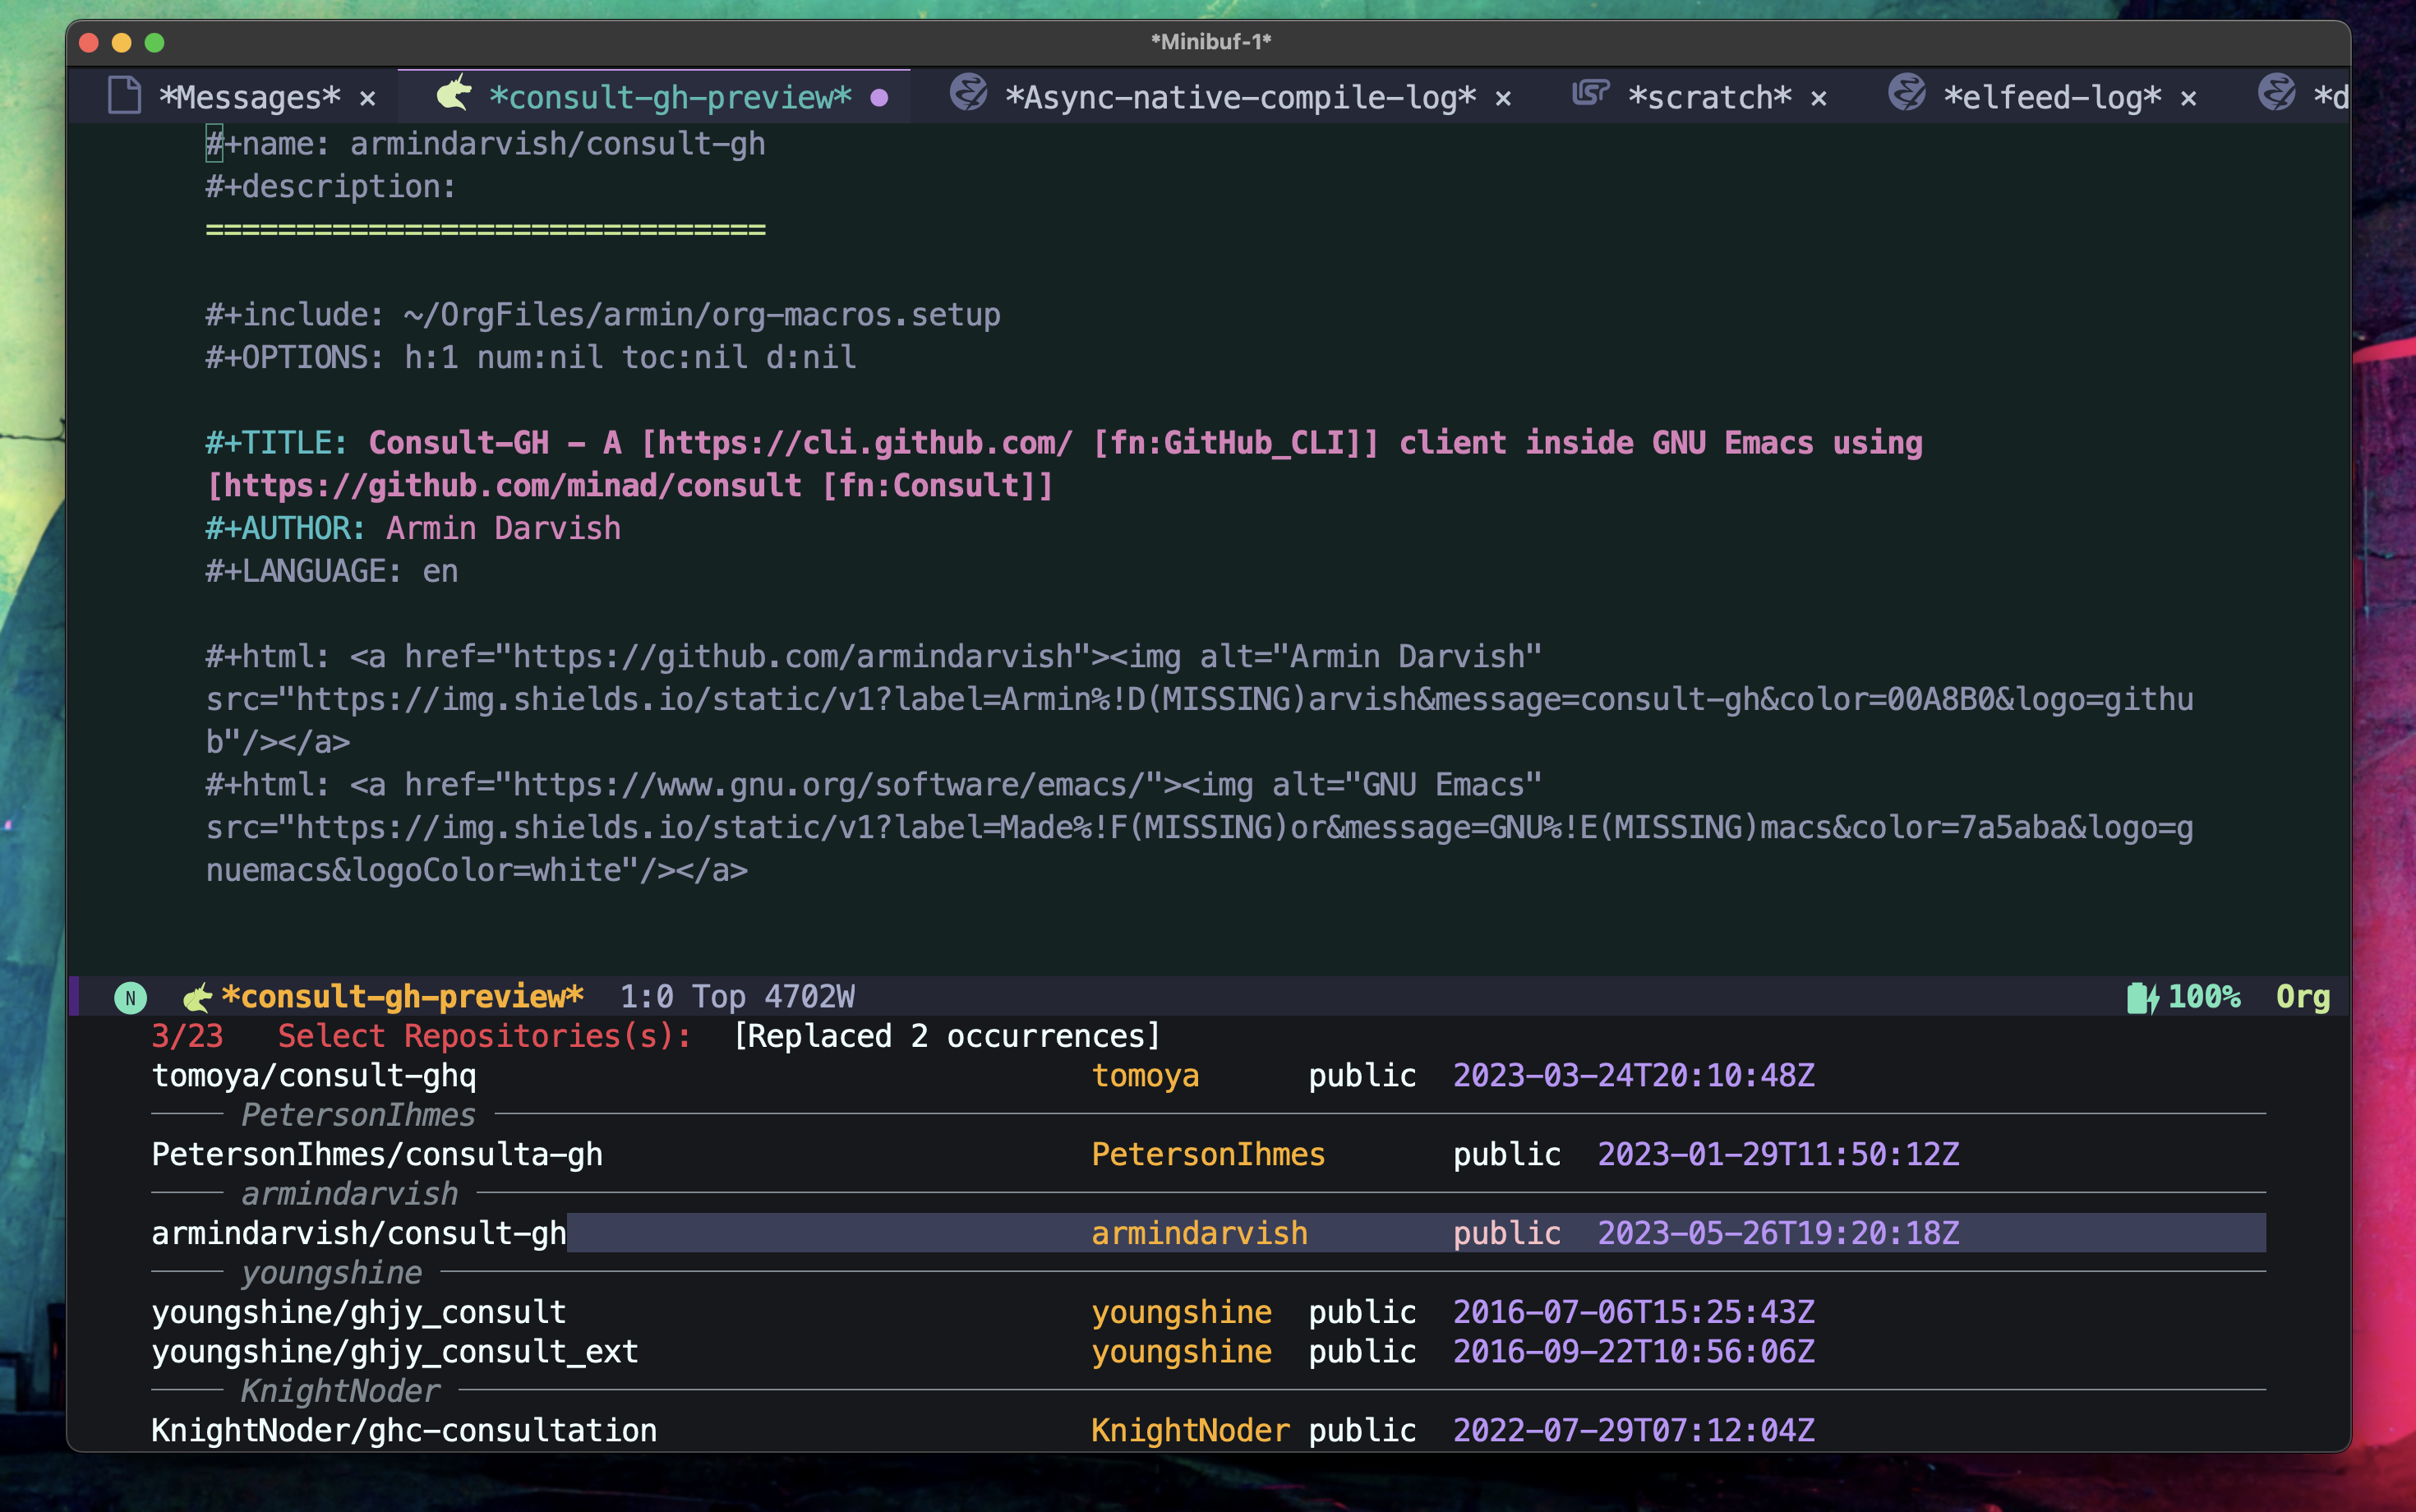 *Minibuf-1*
*Messages* × *consult-gh-preview* *Async-native-compile-log* × *scratch* × *elfeed-log* × *d
#+name: armindarvish/consult-gh
#+description:
===============================
#+include: ~/OrgFiles/armin/org-macros.setup
#+OPTIONS: h:1 num:nil toc:nil d:nil
#+TITLE: Consult-GH - A [https://cli.github.com/ [fn:GitHub_CLI]] client inside GNU Emacs using
[https://github.com/minad/consult [fn:Consult]]
#+AUTHOR: Armin Darvish
#+LANGUAGE: en
#+html: <a href="https://github.com/armindarvish"><img alt="Armin Darvish"
src="https://img.shields.io/static/v1?label=Armin%!D(MISSING)arvish&message=consult-gh&color=00A8B0&logo=githu
b"/></a>
#+html: <a href="https://www.gnu.org/software/emacs/"><img alt="GNU Emacs"
src="https://img.shields.io/static/v1?label=Made%!F(MISSING)or&message=GNU%!E(MISSING)macs&color=7a5aba&logo=g
nuemacs&logoColor=white"/></a>
N *consult-gh-preview* 1:0 Top 4702W 100% Org
3/23 Select Repositories(s): [Replaced 2 occurrences]
tomoya/consult-ghq tomoya public 2023-03-24T20:10:48Z
PetersonIhmes
PetersonIhmes/consulta-gh PetersonIhmes public 2023-01-29T11:50:12Z
armindarvish
armindarvish/consult-gh armindarvish public 2023-05-26T19:20:18Z
youngshine
youngshine/ghjy_consult youngshine public 2016-07-06T15:25:43Z
youngshine/ghjy_consult_ext youngshine public 2016-09-22T10:56:06Z
KnightNoder
KnightNoder/ghc-consultation KnightNoder public 2022-07-29T07:12:04Z